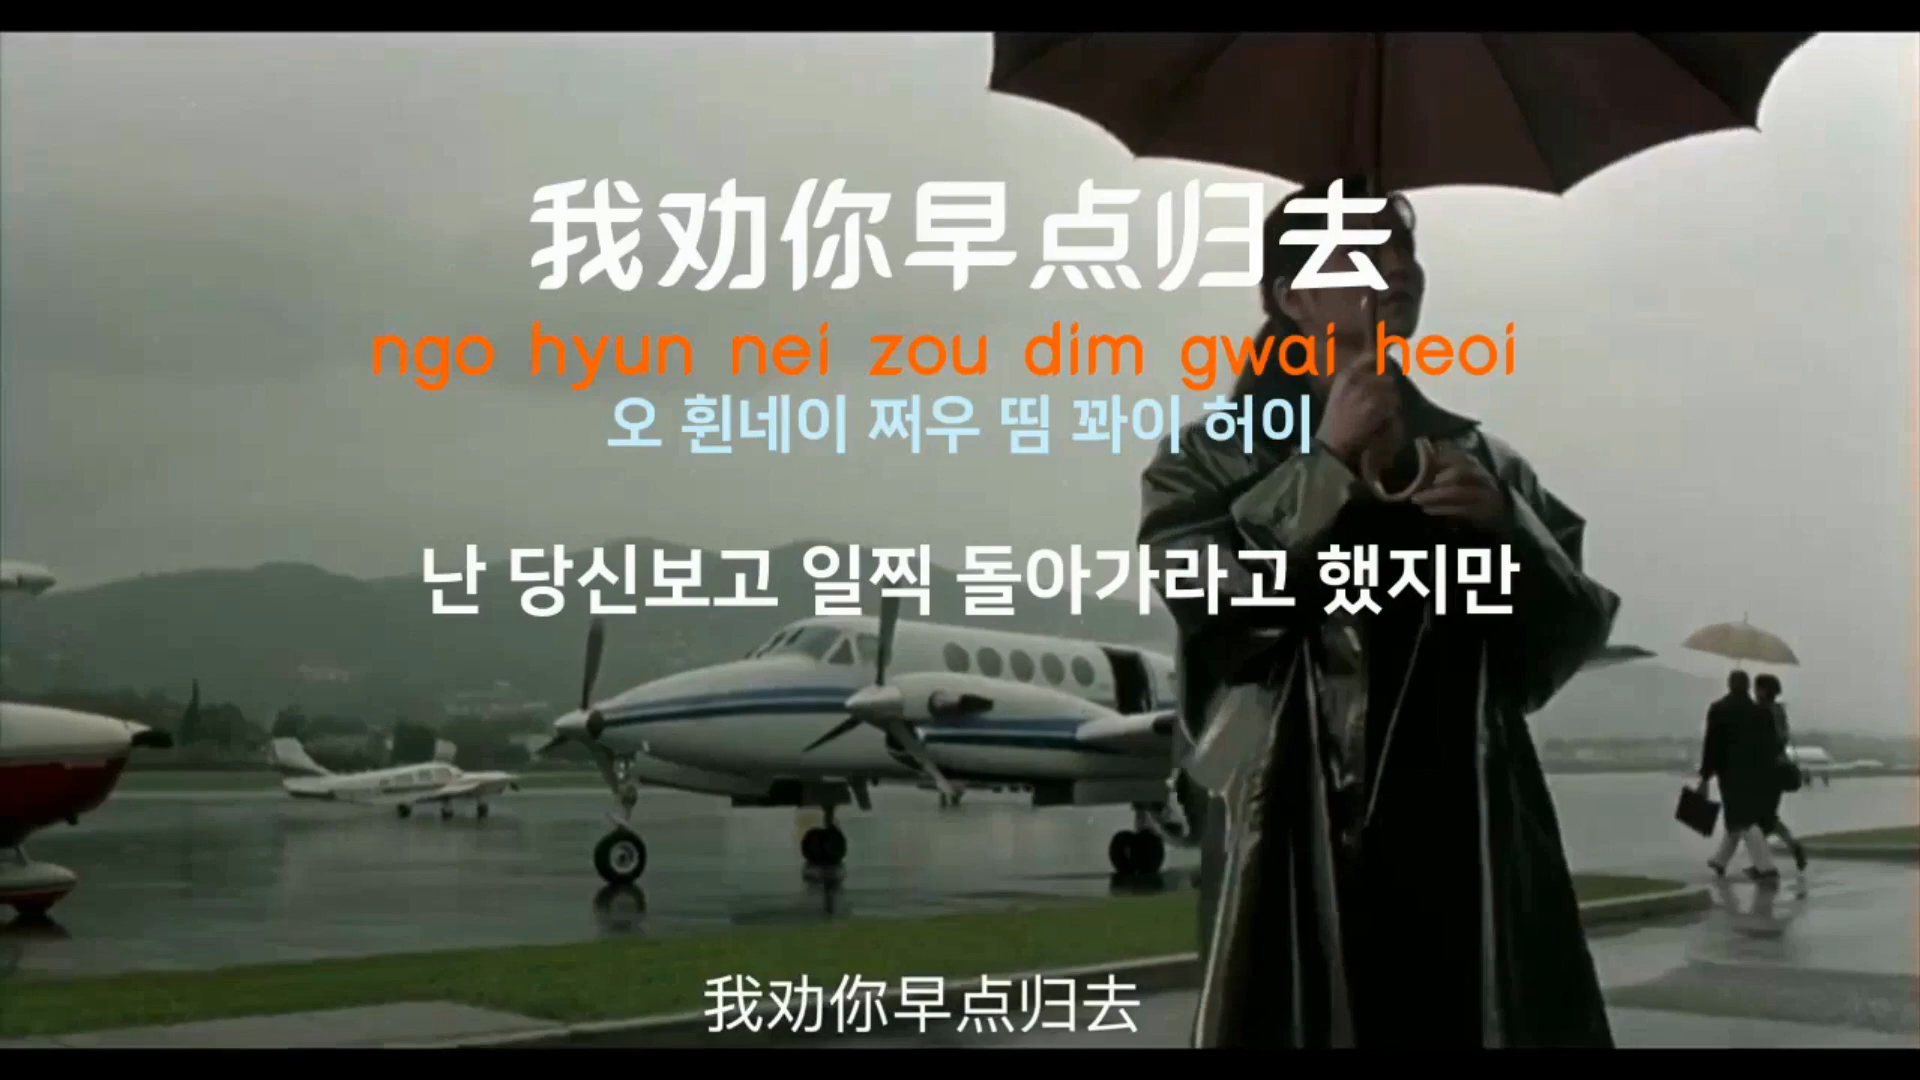 我劝你早点归去
ngo hyun nei zou dim gwai heoi
오 휜네이 쩌우 띰 꽈이 허이
난 당신보고 일찍 돌아가라고 했지만
我劝你早点归去